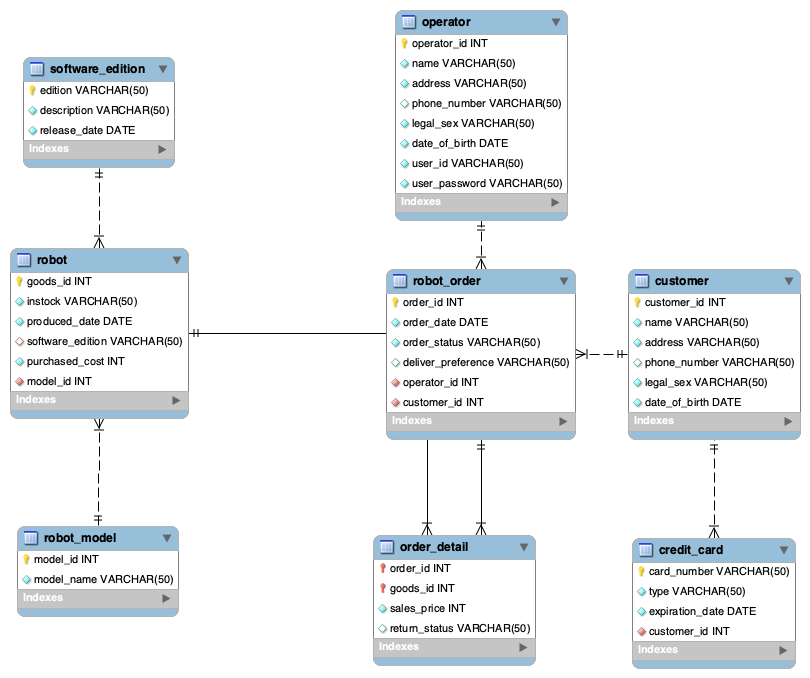 operator
operator_id INT
name VARCHAR(50)
address VARCHAR(50)
phone_number VARCHAR(50)
legal_sex VARCHAR(50)
date_of_birth DATE
user_id VARCHAR(50)
user_password VARCHAR(50)
Indexes
software_edition
edition VARCHAR(50)
description VARCHAR(50)
release_date DATE
Indexes
robot
goods_id INT
instock VARCHAR(50)
produced_date DATE
software_edition VARCHAR(50)
purchased_cost INT
model_id INT
Indexes
robot_order
order_id INT
order_date DATE
order_status VARCHAR(50)
deliver_preference VARCHAR(50)
operator_id INT
customer_id INT
Indexes
customer
customer_id INT
name VARCHAR(50)
address VARCHAR(50)
phone_number VARCHAR(50)
legal_sex VARCHAR(50)
date_of_birth DATE
Indexes
robot_model
model_id INT
model_name VARCHAR(50)
Indexes
order_detail
order_id INT
goods_id INT
sales_price INT
return_status VARCHAR(50)
Indexes
credit_card
card_number VARCHAR(50)
type VARCHAR(50)
expiration_date DATE
customer_id INT
Indexes